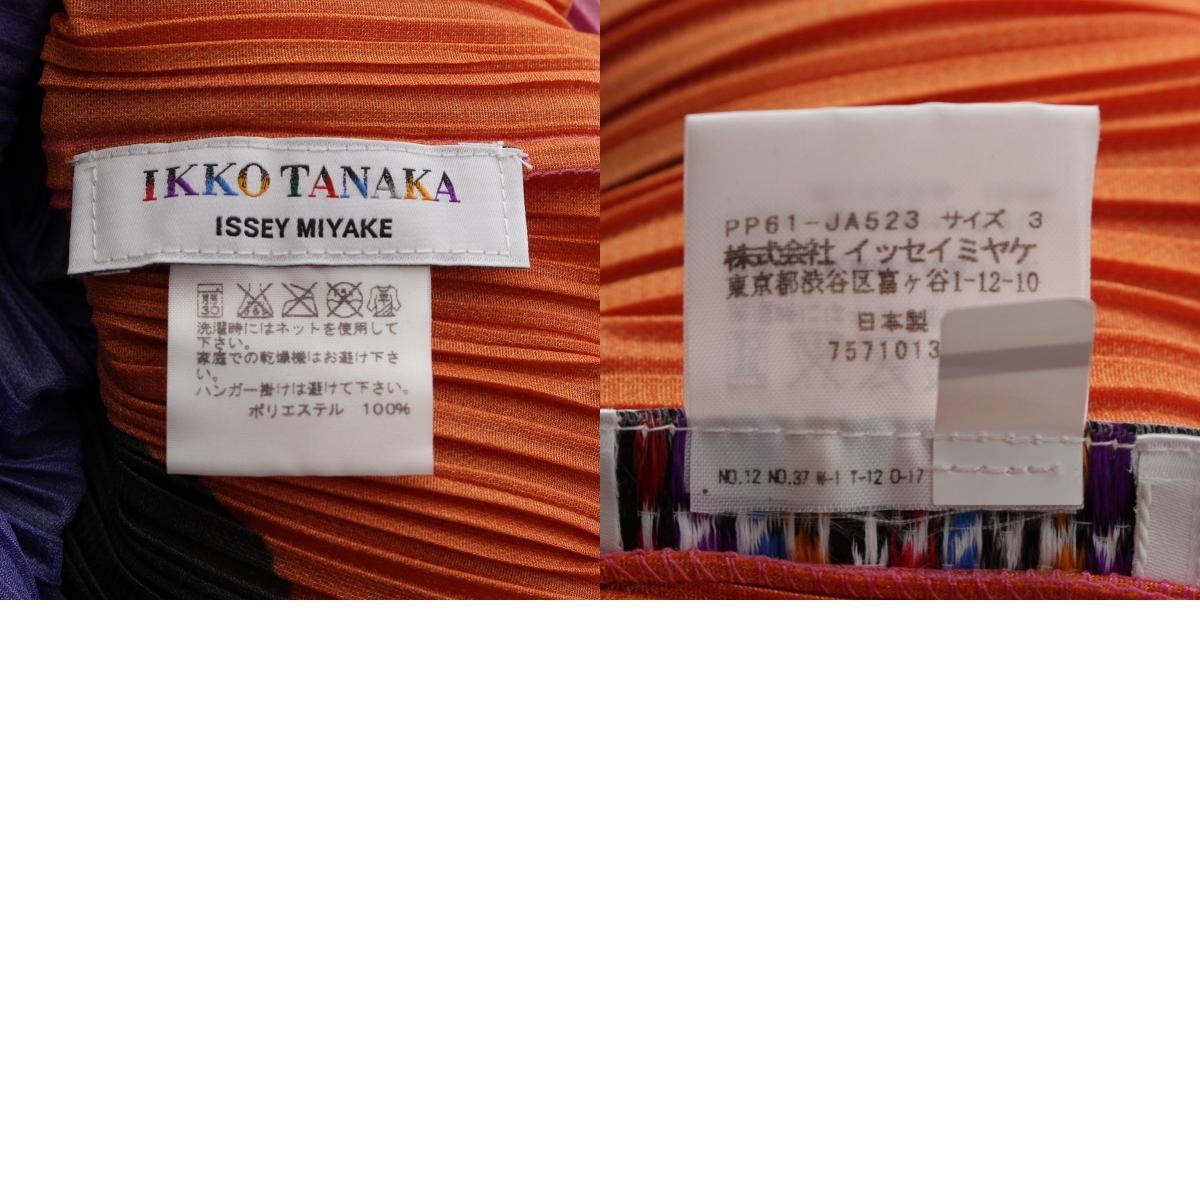 IKKO TANAKA
ISSEY MIYAKE
洗濯時にはネットを使用して
下さい。
家庭での乾燥機はお避け下さ
い。
ハンガー掛けは避けて下さい。
ポリエステル 100%
PP61-JA523 サイズ 3
株式会社 イッセイミヤケ
東京都渋谷区富ヶ谷1-12-10
日本製
7571013
NO.12 NO.37 W-1 T-12 O-17